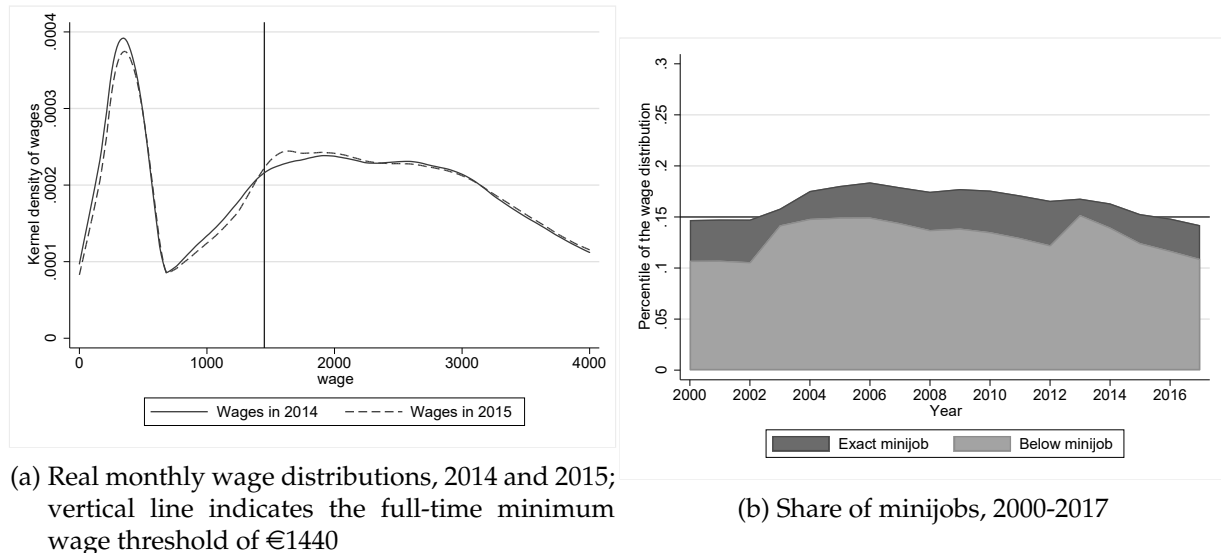 Kernel density of wages
.0004
.0003
.0002
.0001
0
0 1000 2000 3000 4000
wage
Wages in 2014 Wages in 2015
(a) Real monthly wage distributions, 2014 and 2015;
vertical line indicates the full-time minimum
wage threshold of €1440
Percentile of the wage distribution
.3
.25
.2
.15
.1
.05
0
2000 2002 2004 2006 2008 2010 2012 2014 2016
Year
Exact minijob Below minijob
(b) Share of minijobs, 2000-2017